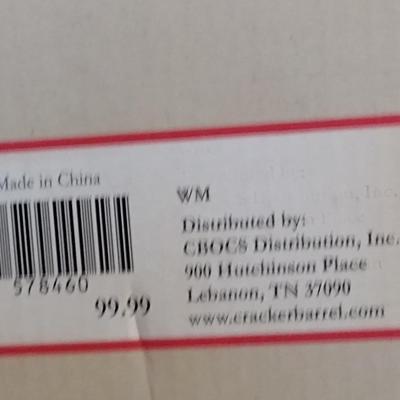 Made in China
578460
99.99
WM
Distributed by:
CBOCS Distribution, Inc.
900 Hutchinson Place
Lebanon, TN 37090
www.crackerbarrel.com